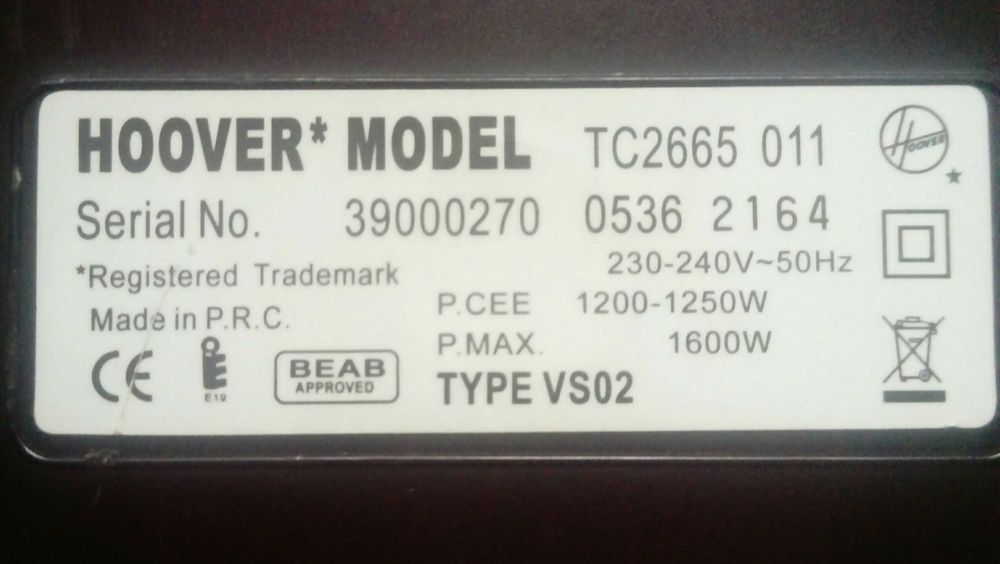 HOOVER* MODEL TC2665 011
HOOVER
Serial No. 39000270 0536 2164
*Registered Trademark
230-240V~50Hz
Made in P.R.C.
P.CEE 1200-1250W
P.MAX. 1600W
CE
E19
BEAB
APPROVED
TYPE VS02